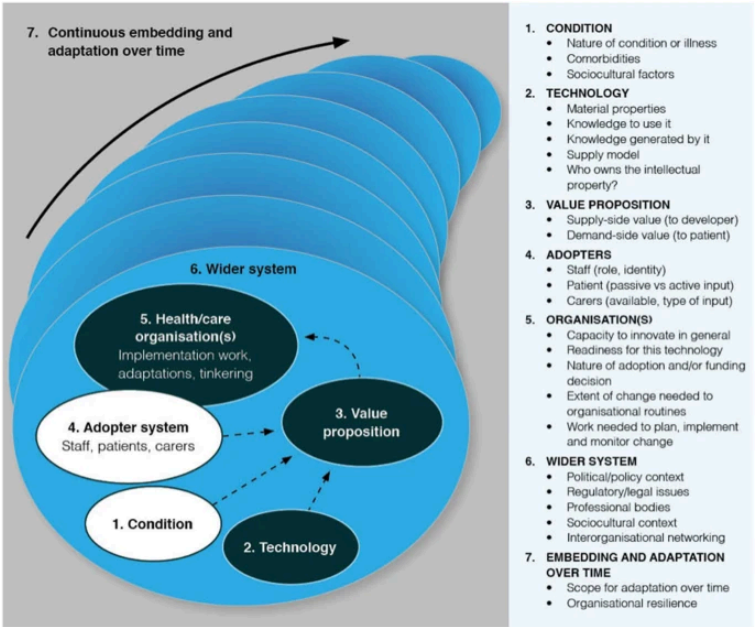 7. Continuous embedding and
adaptation over time
6. Wider system
5. Health/care
organisation(s)
Implementation work,
adaptations, tinkering
4. Adopter system
Staff, patients, carers
3. Value
proposition
1. Condition
2. Technology
1. CONDITION
• Nature of condition or illness
• Comorbidities
• Sociocultural factors
2. TECHNOLOGY
• Material properties
• Knowledge to use it
• Knowledge generated by it
• Supply model
• Who owns the intellectual
property?
3. VALUE PROPOSITION
• Supply-side value (to developer)
• Demand-side value (to patient)
4. ADOPTERS
• Staff (role, identity)
• Patient (passive vs active input)
• Carers (available, type of input)
5. ORGANISATION(S)
• Capacity to innovate in general
• Readiness for this technology
• Nature of adoption and/or funding
decision
• Extent of change needed to
organisational routines
• Work needed to plan, implement
and monitor change
6. WIDER SYSTEM
• Political/policy context
• Regulatory/legal issues
• Professional bodies
• Sociocultural context
• Interorganisational networking
7. EMBEDDING AND ADAPTATION
OVER TIME
• Scope for adaptation over time
• Organisational resilience